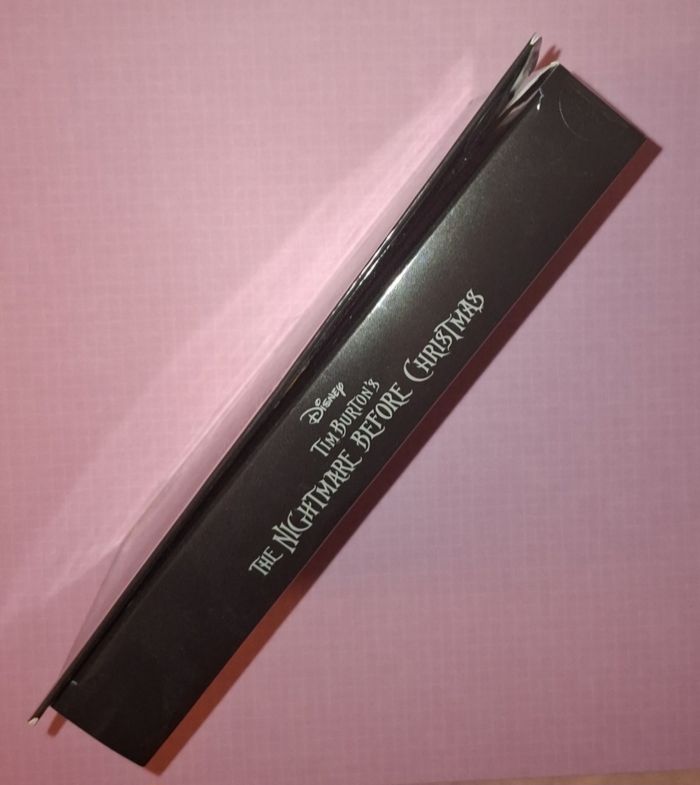 DISNEY
TIM BURTON'S
THE NIGHTMARE BEFORE CHRISTMAS